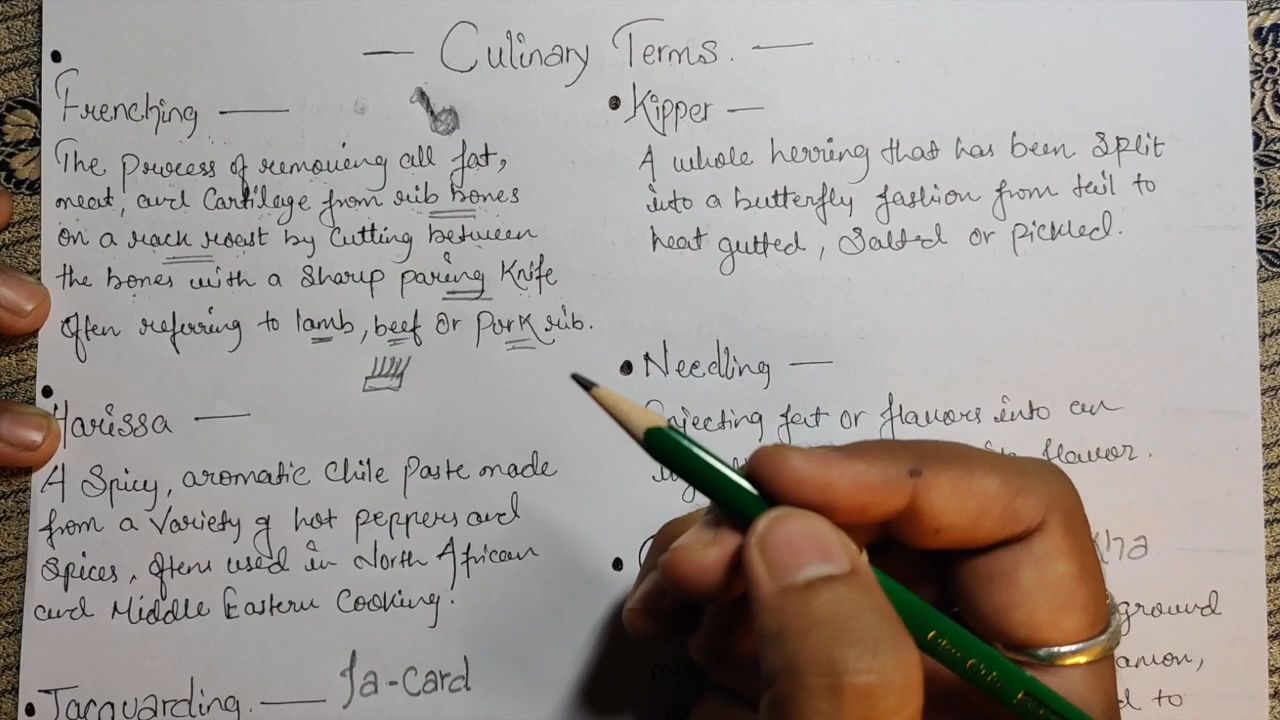 — Culinary Terms. —
• Frenching —
The process of removing all fat,
meat, and Cartilage from rib bones
on a rack roast by Cutting between
the bones with a Sharp paring Knife
Often referring to lamb, beef or Pork rib.
• Harissa —
A Spicy, aromatic Chile Paste made
from a Variety of hot peppers and
Spices, Often used in North African
and Middle Eastern Cooking.
• Jacquarding. — Ja-Card
• Kipper —
A whole herring that has been Split
into a butterfly fashion from tail to
heat gutted, Salted or pickled.
• Needling —
Injecting fat or flavors into an
flavor.
ground
d to